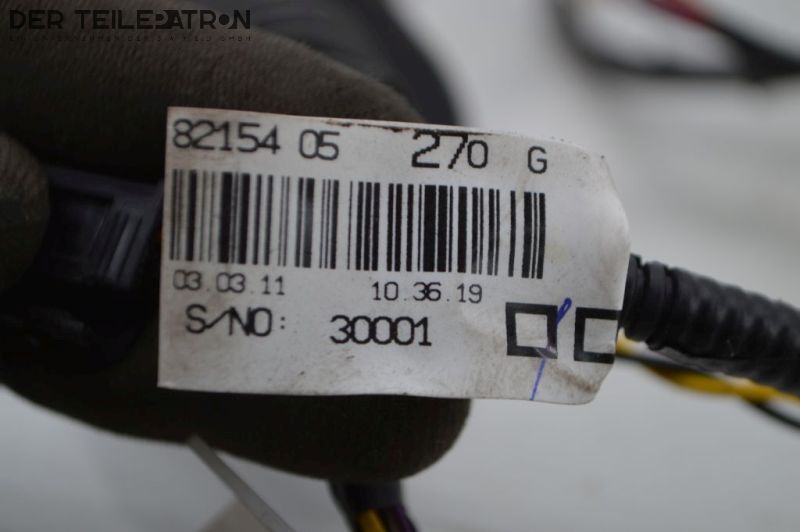 DER TEILEPATRON
82154 05 270 G
03.03.11 10.36.19
S/NO: 30001